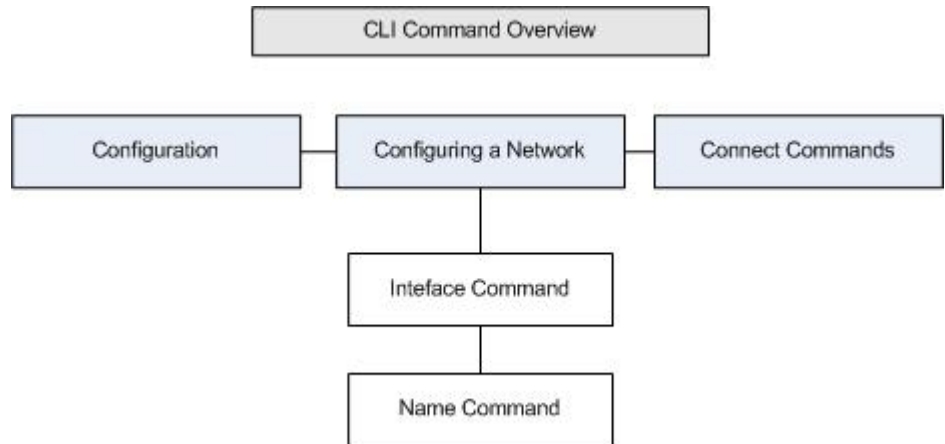 CLI Command Overview
Configuration
Configuring a Network
Connect Commands
Inteface Command
Name Command